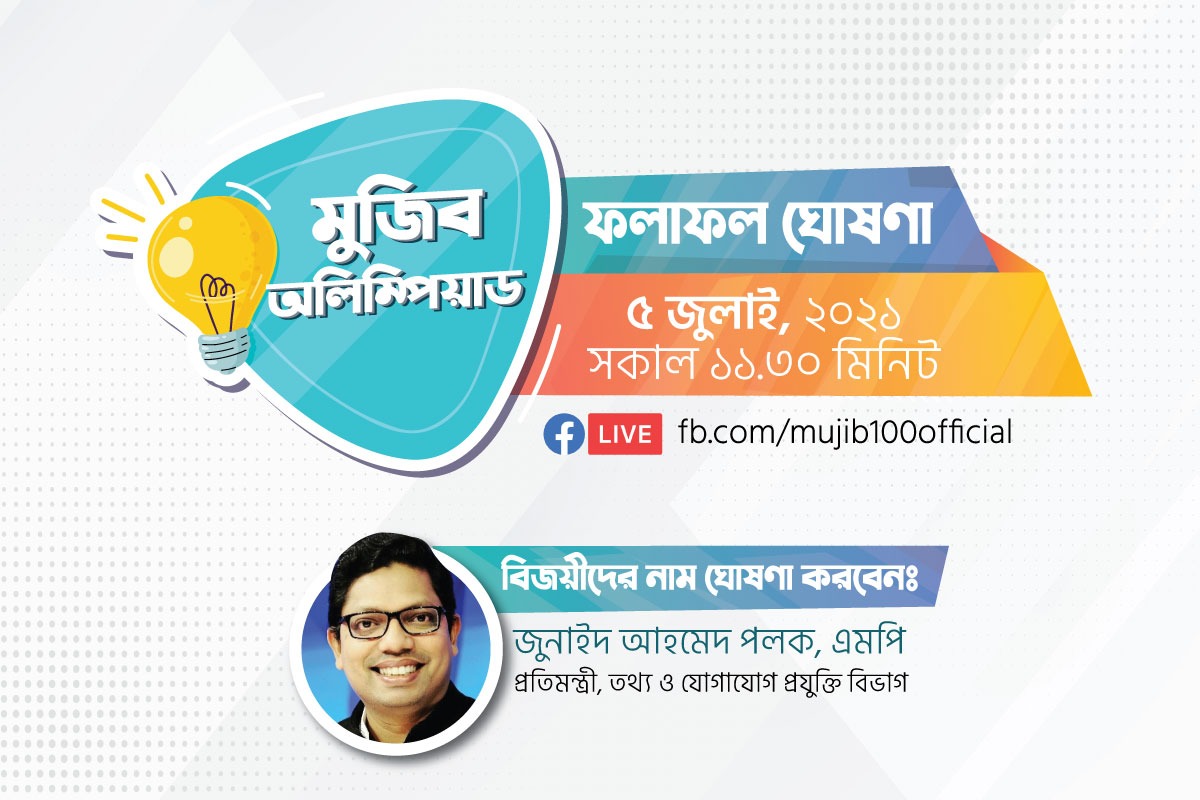 মুজিব
অলিম্পিয়াড
ফলাফল ঘোষণা
৫ জুলাই, ২০২১
সকাল ১১.৩০ মিনিট
LIVE fb.com/mujib100official
বিজয়ীদের নাম ঘোষণা করবেনঃ
জুনাইদ আহমেদ পলক, এমপি
প্রতিমন্ত্রী, তথ্য ও যোগাযোগ প্রযুক্তি বিভাগ